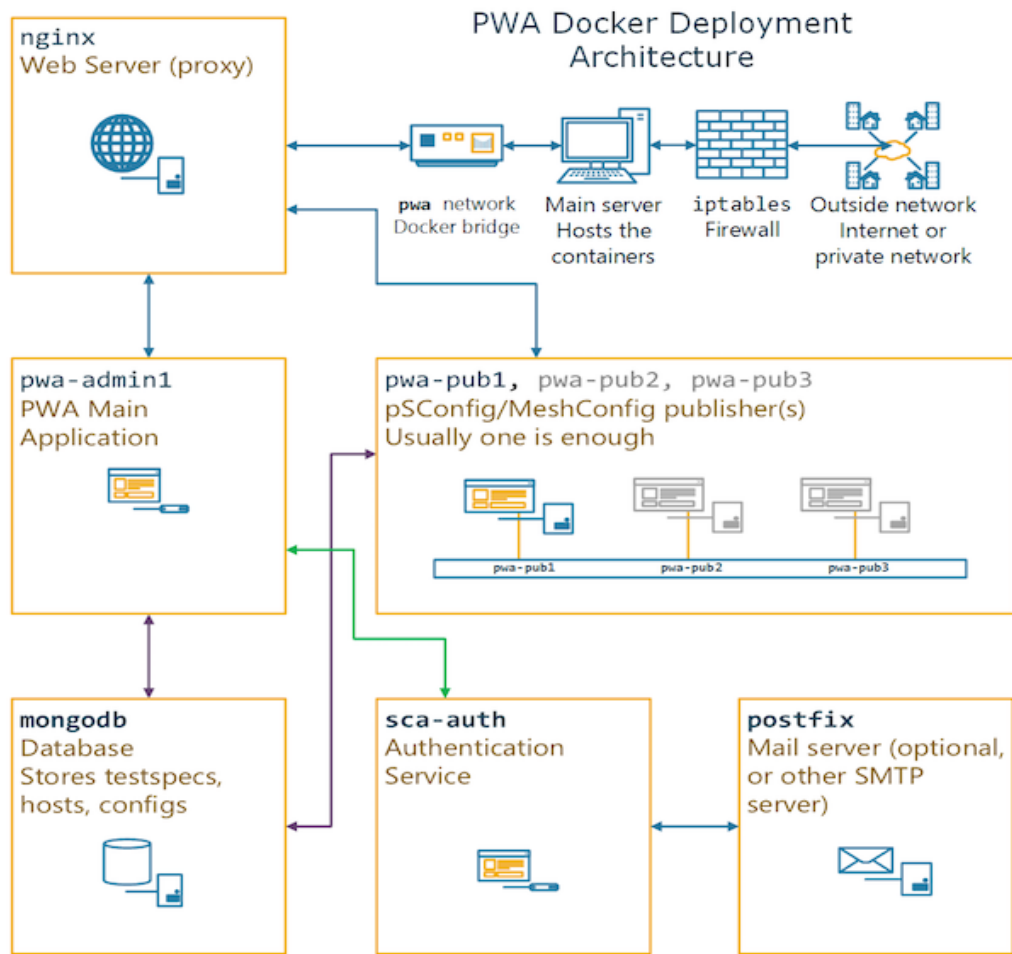 PWA Docker Deployment
Architecture
nginx
Web Server (proxy)
pwa network
Docker bridge
Main server
Hosts the
containers
iptables
Firewall
Outside network
Internet or
private network
pwa-admin1
PWA Main
Application
pwa-pub1, pwa-pub2, pwa-pub3
pSConfig/MeshConfig publisher(s)
Usually one is enough
pwa-pub1
pwa-pub2
pwa-pub3
mongodb
Database
Stores testspecs,
hosts, configs
sca-auth
Authentication
Service
postfix
Mail server (optional,
or other SMTP
server)